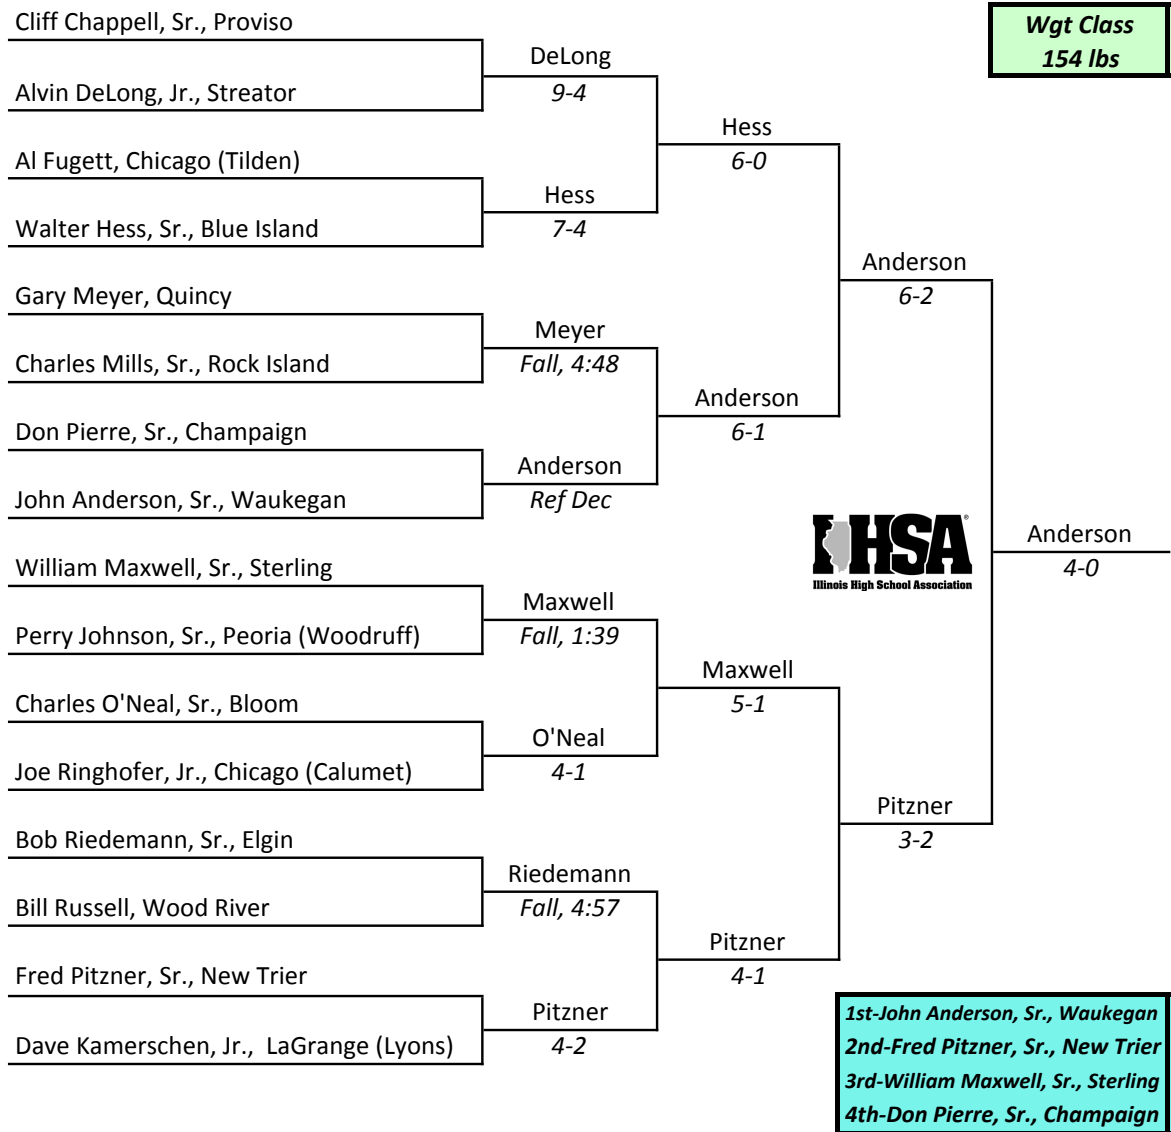 Cliff Chappell, Sr., Proviso
Wgt Class
154 lbs
DeLong
9-4
Alvin DeLong, Jr., Streator
Hess
6-0
Al Fugett, Chicago (Tilden)
Hess
7-4
Walter Hess, Sr., Blue Island
Anderson
6-2
Gary Meyer, Quincy
Meyer
Fall, 4:48
Charles Mills, Sr., Rock Island
Anderson
6-1
Don Pierre, Sr., Champaign
Anderson
Ref Dec
John Anderson, Sr., Waukegan
IHSA®
Illinois High School Association
Anderson
4-0
William Maxwell, Sr., Sterling
Maxwell
Fall, 1:39
Perry Johnson, Sr., Peoria (Woodruff)
Maxwell
5-1
Charles O'Neal, Sr., Bloom
O'Neal
4-1
Joe Ringhofer, Jr., Chicago (Calumet)
Pitzner
3-2
Bob Riedemann, Sr., Elgin
Riedemann
Fall, 4:57
Bill Russell, Wood River
Pitzner
4-1
Fred Pitzner, Sr., New Trier
Pitzner
4-2
Dave Kamerschen, Jr.,  LaGrange (Lyons)
1st-John Anderson, Sr., Waukegan
2nd-Fred Pitzner, Sr., New Trier
3rd-William Maxwell, Sr., Sterling
4th-Don Pierre, Sr., Champaign